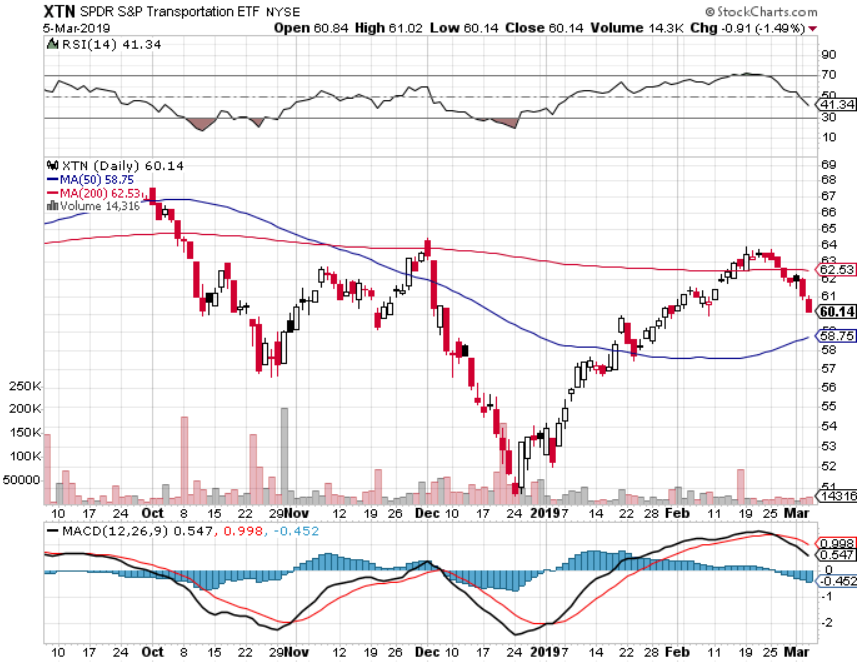 XTN SPDR S&P Transportation ETF NYSE © StockCharts.com
5-Mar-2019 Open 60.84 High 61.02 Low 60.14 Close 60.14 Volume 14.3K Chg -0.91 (-1.49%)
RSI(14) 41.34
90
70
50
41.34
30
10
XTN (Daily) 60.14
MA(50) 58.75
MA(200) 62.53
Volume 14,316
69
68
67
66
65
64
63
62.53
62
61
60.14
59
58.75
58
57
56
55
54
53
52
51
14316
250K
200K
150K
100K
50000
10 17 24 Oct 8 15 22 29 Nov 12 19 26 Dec 10 17 24 2019 7 14 22 28 Feb 11 19 25 Mar
MACD(12,26,9) 0.547, 0.998, -0.452
0.998
0.547
0
-0.452
-1
-2
10 17 24 Oct 8 15 22 29 Nov 12 19 26 Dec 10 17 24 2019 7 14 22 28 Feb 11 19 25 Mar